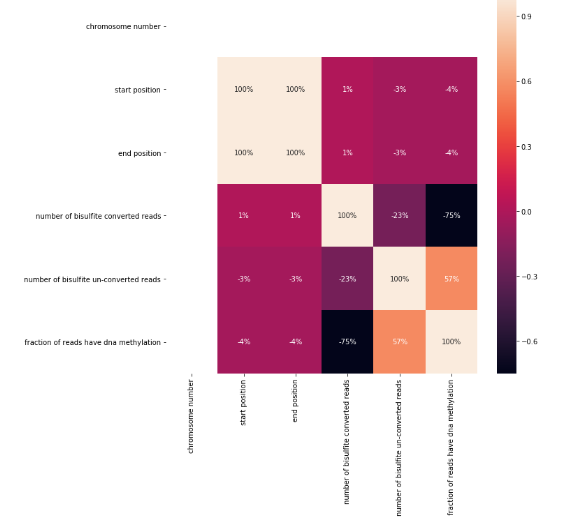 chromosome number
start position 100% 100% 1% -3% -4%
end position 100% 100% 1% -3% -4%
number of bisulfite converted reads 1% 1% 100% -23% -75%
number of bisulfite un-converted reads -3% -3% -23% 100% 57%
fraction of reads have dna methylation -4% -4% -75% 57% 100%
chromosome number
start position
end position
number of bisulfite converted reads
number of bisulfite un-converted reads
fraction of reads have dna methylation
0.9
0.6
0.3
0.0
−0.3
−0.6